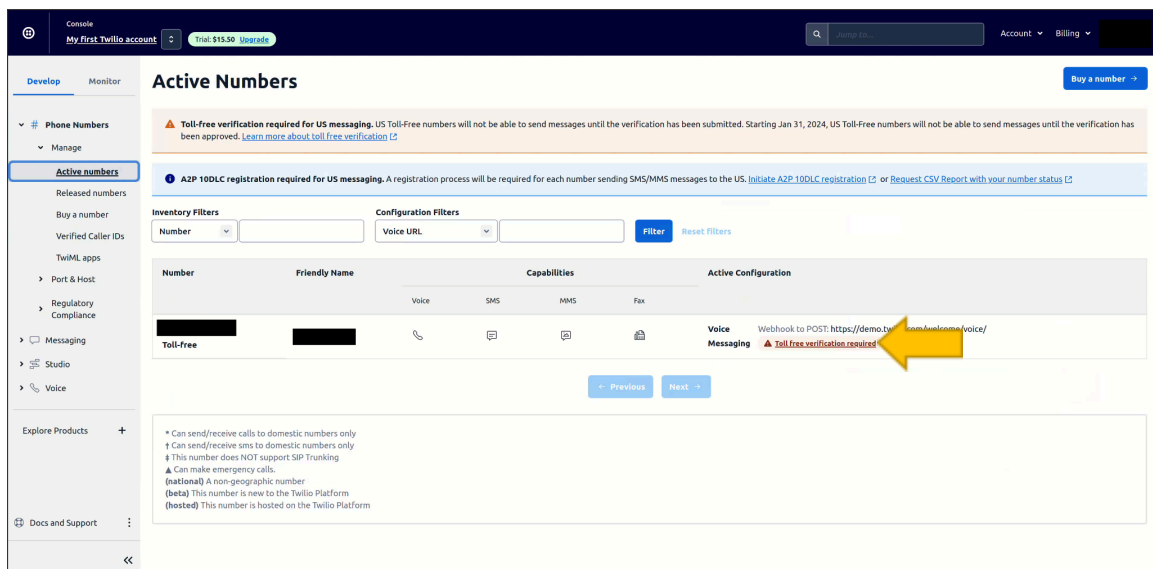 Console
My first Twilio account
Trial: $15.50 Upgrade
Jump to...
Account
Billing
Develop
Monitor
Active Numbers
Buy a number →
# Phone Numbers
Manage
Active numbers
Released numbers
Buy a number
Verified Caller IDs
TwiML apps
Port & Host
Regulatory
Compliance
Messaging
Studio
Voice
Explore Products +
Docs and Support
Toll-free verification required for US messaging. US Toll-Free numbers will not be able to send messages until the verification has been submitted. Starting Jan 31, 2024, US Toll-Free numbers will not be able to send messages until the verification has
been approved. Learn more about toll free verification
A2P 10DLC registration required for US messaging. A registration process will be required for each number sending SMS/MMS messages to the US. Initiate A2P 10DLC registration or Request CSV Report with your number status
Inventory Filters
Configuration Filters
Number
Voice URL
Filter
Reset filters
Number
Friendly Name
Capabilities
Active Configuration
Voice
SMS
MMS
Fax
Toll-free
Voice Webhook to POST: https://demo.tw
.com/welcome/voice/
Messaging Toll free verification required
← Previous
Next →
* Can send/receive calls to domestic numbers only
† Can send/receive sms to domestic numbers only
‡ This number does NOT support SIP Trunking
▲ Can make emergency calls.
(national) A non-geographic number
(beta) This number is new to the Twilio Platform
(hosted) This number is hosted on the Twilio Platform